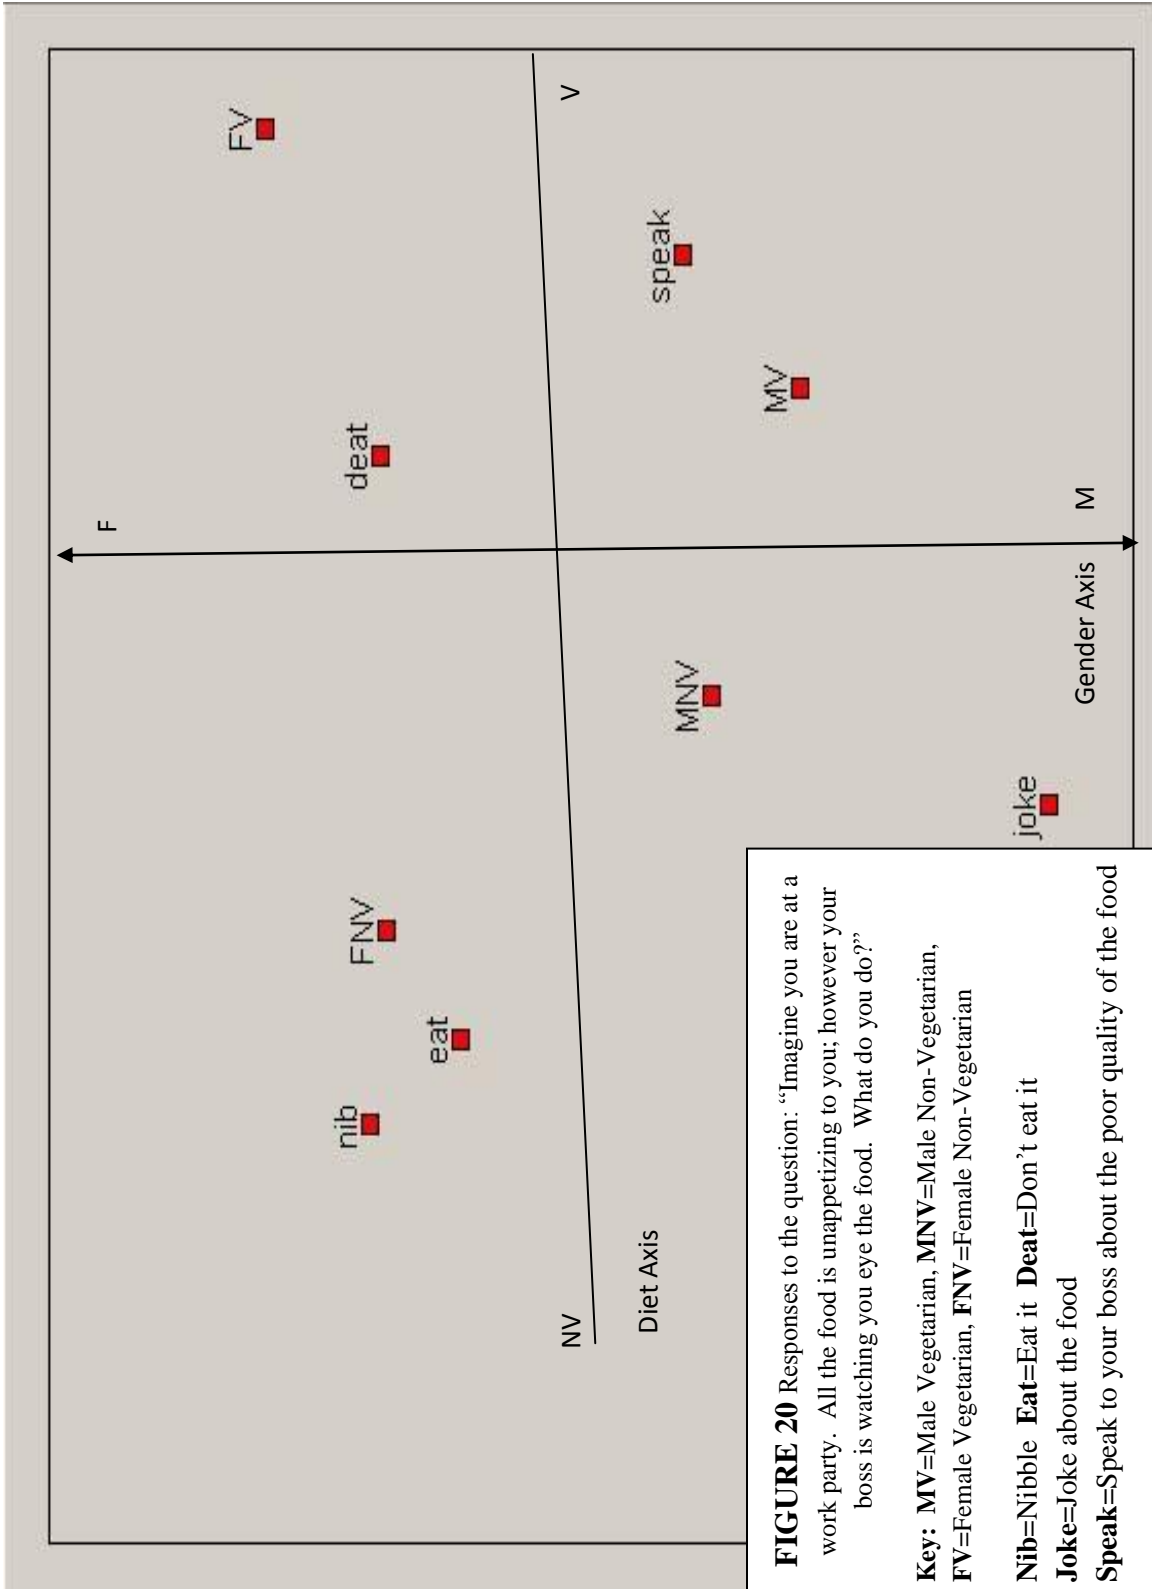 F
FV
deat
FNV
eat
nib
V
NV
speak
Diet Axis
MV
MNV
M
Gender Axis
joke
FIGURE 20 Responses to the question: “Imagine you are at a
work party. All the food is unappetizing to you; however your
boss is watching you eye the food. What do you do?”
Key: MV=Male Vegetarian, MNV=Male Non-Vegetarian,
FV=Female Vegetarian, FNV=Female Non-Vegetarian
Nib=Nibble Eat=Eat it Deat=Don’t eat it
Joke=Joke about the food
Speak=Speak to your boss about the poor quality of the food